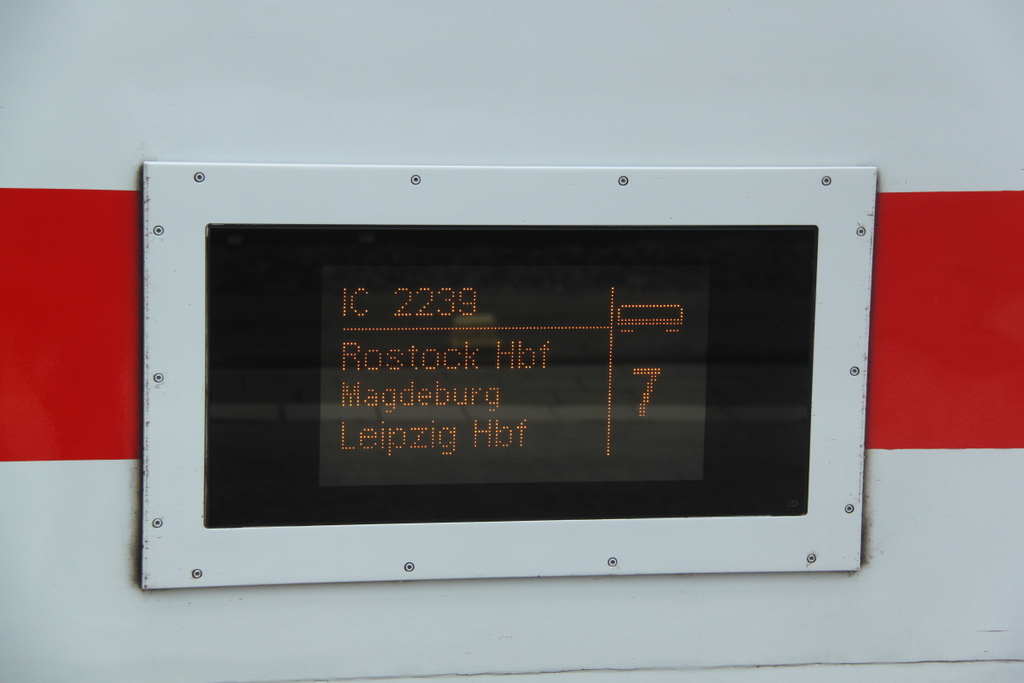 IC 2239
Rostock Hbf
Magdeburg
Leipzig Hbf
7